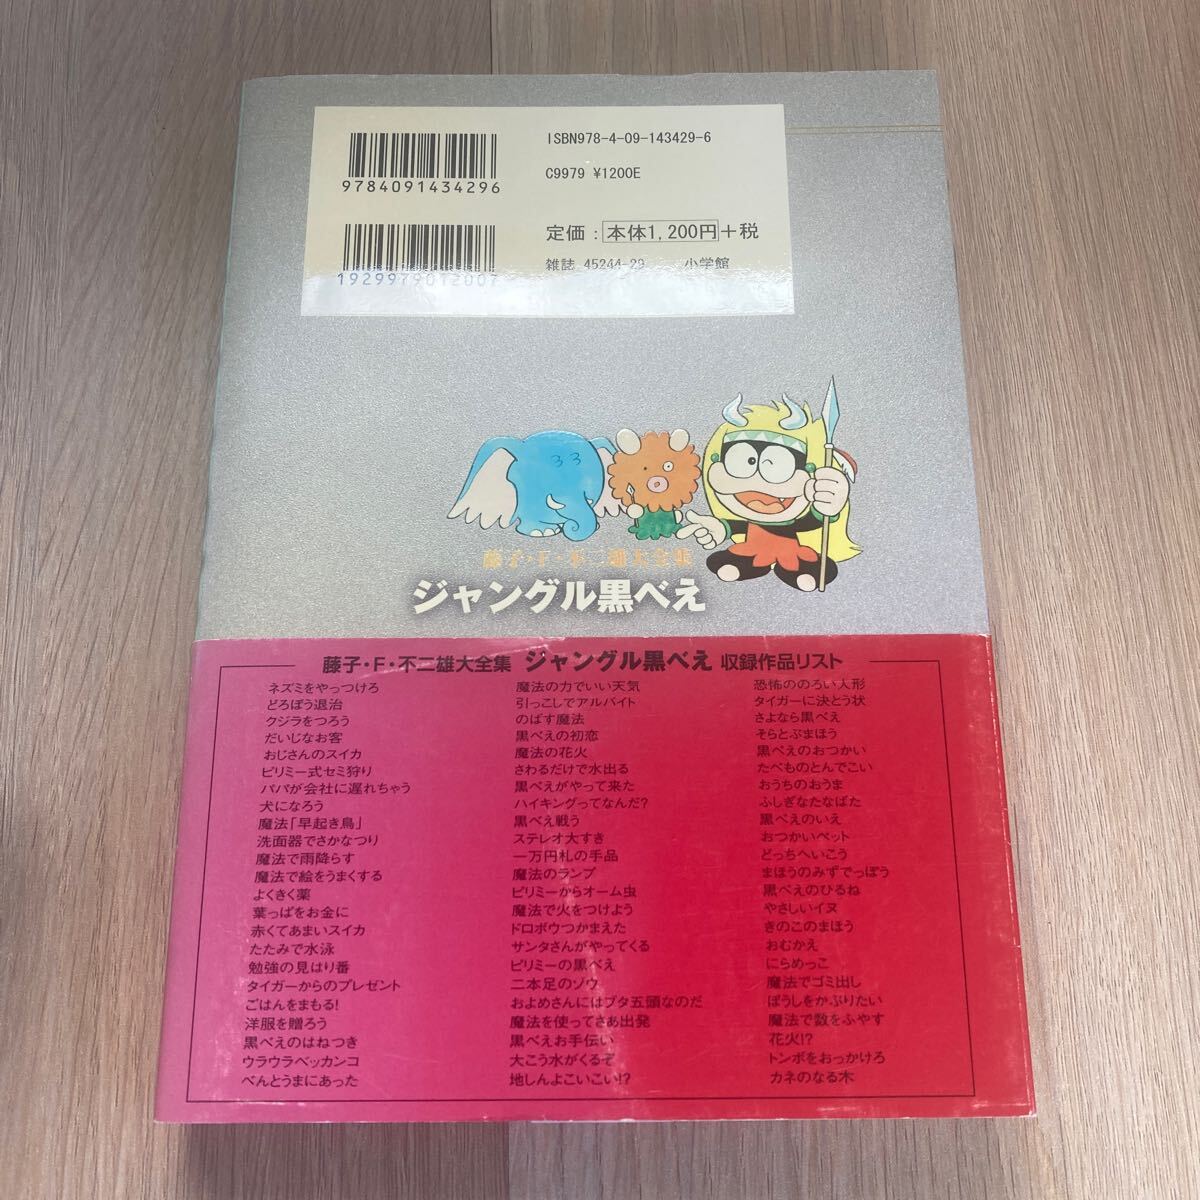 ISBN978-4-09-143429-6
9784091434296
C9979 ¥1200E
定価：本体1,200円+税
雑誌 45244-29 小学館
1929979012007
藤子・F・不二雄大全集
ジャングル黒べえ
藤子・F・不二雄大全集 ジャングル黒べえ 収録作品リスト
ネズミをやっつけろ
どろぼう退治
クジラをつろう
だいじなお客
おじさんのスイカ
ピリミー式セミ狩り
パパが会社に遅れちゃう
犬になろう
魔法「早起き鳥」
洗面器でさかなつり
魔法で雨降らす
魔法で絵をうまくする
よくきく薬
葉っぱをお金に
赤くてあまいスイカ
たたみで水泳
勉強の見はり番
タイガーからのプレゼント
ごはんをまもる!
洋服を贈ろう
黒べえのはねつき
ウラウラベッカンコ
べんとうまにあった
魔法の力でいい天気
引っこしでアルバイト
のばす魔法
黒べえの初恋
魔法の花火
さわるだけで水出る
黒べえがやって来た
ハイキングってなんだ?
黒べえ戦う
ステレオ大すき
一万円札の手品
魔法のランプ
ピリミーからオーム虫
魔法で火をつけよう
ドロボウつかまえた
サンタさんがやってくる
ピリミーの黒べえ
二本足のゾウ
およめさんにはブタ五頭なのだ
魔法を使ってさあ出発
黒べえお手伝い
大こう水がくるぞ
地しんよこいこい!?
恐怖ののろい人形
タイガーに決とう状
さよなら黒べえ
そらとぶまほう
黒べえのおつかい
たべものとんでこい
おうちのおうま
ふしぎなたなばた
黒べえのいえ
おつかいペット
どっちへいこう
まほうのみずでっぽう
黒べえのひるね
やさしいイヌ
きのこのまほう
おむかえ
にらめっこ
魔法でゴミ出し
ぼうしをかぶりたい
魔法で数をふやす
花火!?
トンボをおっかけろ
カネのなる木